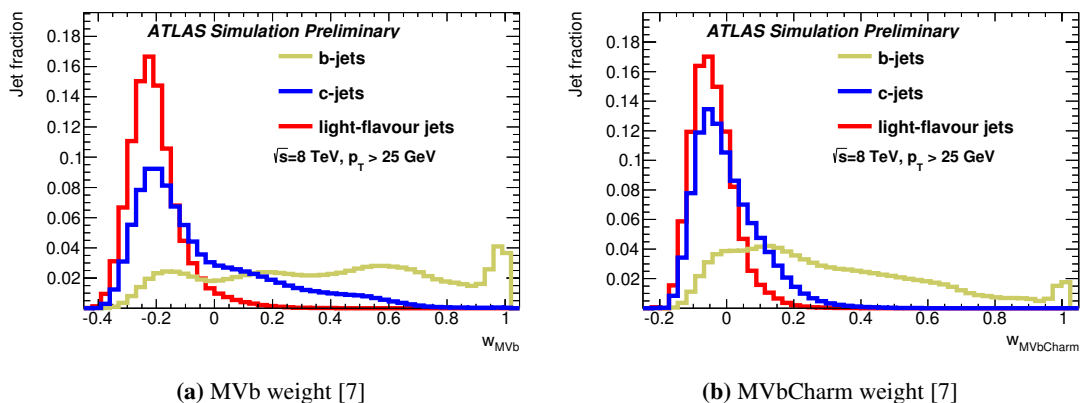 Jet fraction
0.18
0.16
0.14
0.12
0.1
0.08
0.06
0.04
0.02
ATLAS Simulation Preliminary
b-jets
c-jets
light-flavour jets
√s=8 TeV, p_T > 25 GeV
-0.4 -0.2 0 0.2 0.4 0.6 0.8 1
w_MVb
(a) MVb weight [7]
Jet fraction
0.18
0.16
0.14
0.12
0.1
0.08
0.06
0.04
0.02
ATLAS Simulation Preliminary
b-jets
c-jets
light-flavour jets
√s=8 TeV, p_T > 25 GeV
-0.2 0 0.2 0.4 0.6 0.8 1
w_MVbCharm
(b) MVbCharm weight [7]